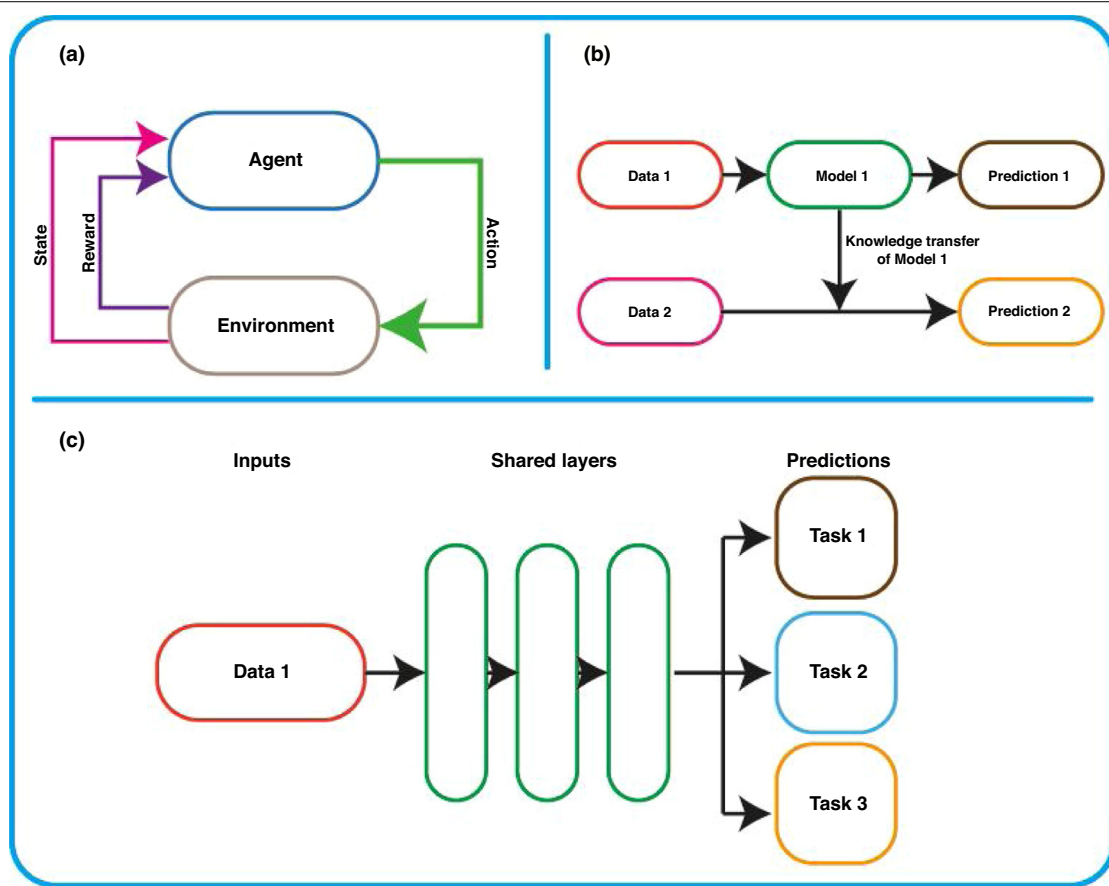 (a)
Agent
State
Reward
Action
Environment
(b)
Data 1
Model 1
Prediction 1
Knowledge transfer
of Model 1
Data 2
Prediction 2
(c)
Inputs
Shared layers
Predictions
Task 1
Data 1
Task 2
Task 3